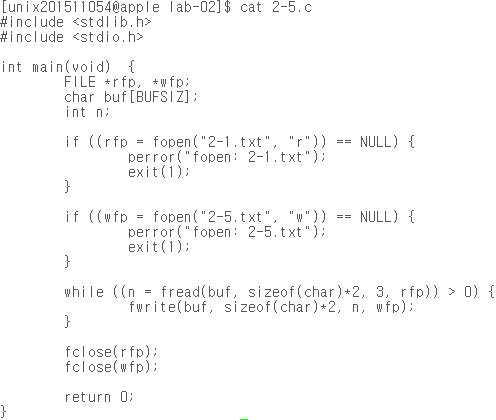 [unix201511054@apple lab-02]$ cat 2-5.c
#include <stdlib.h>
#include <stdio.h>
int main(void)  {
        FILE *rfp, *wfp;
        char buf[BUFSIZ];
        int n;
        if ((rfp = fopen("2-1.txt", "r")) == NULL) {
                perror("fopen: 2-1.txt");
                exit(1);
        }
        if ((wfp = fopen("2-5.txt", "w")) == NULL) {
                perror("fopen: 2-5.txt");
                exit(1);
        }
        while ((n = fread(buf, sizeof(char)*2, 3, rfp)) > 0) {
                fwrite(buf, sizeof(char)*2, n, wfp);
        }
        fclose(rfp);
        fclose(wfp);
        return 0;
}